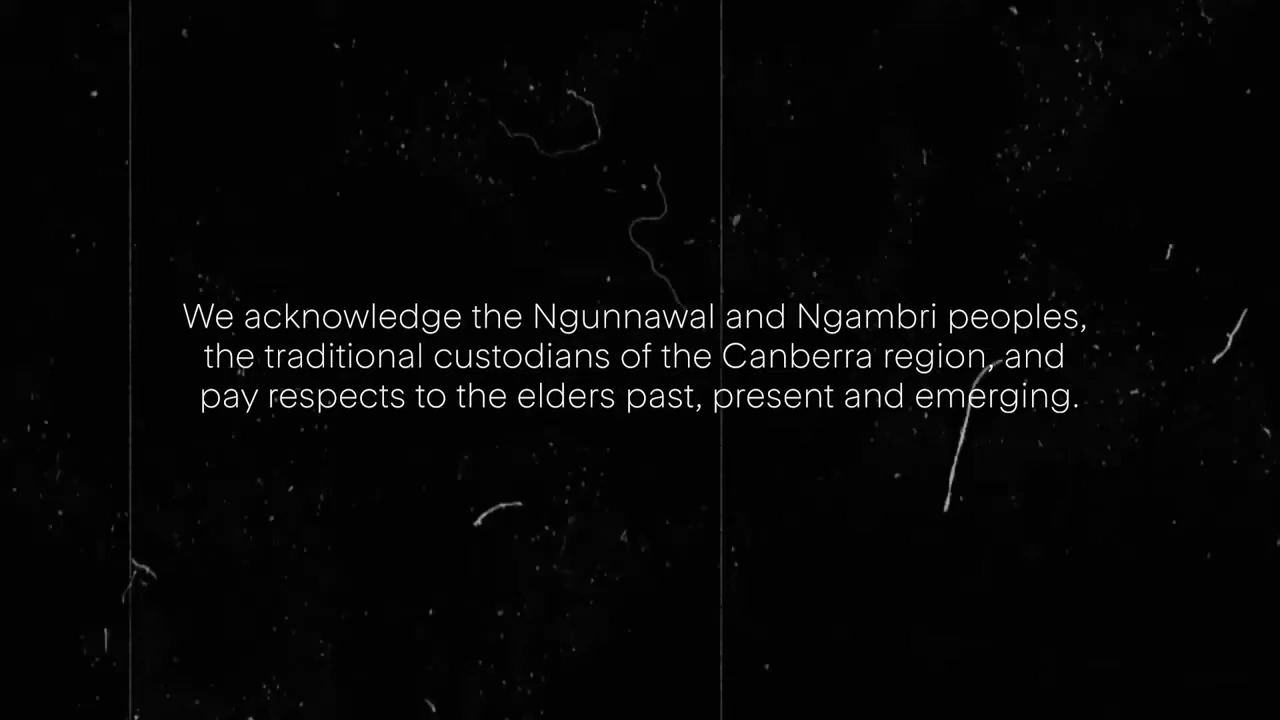 We acknowledge the Ngunnawal and Ngambri peoples,
the traditional custodians of the Canberra region, and
pay respects to the elders past, present and emerging.